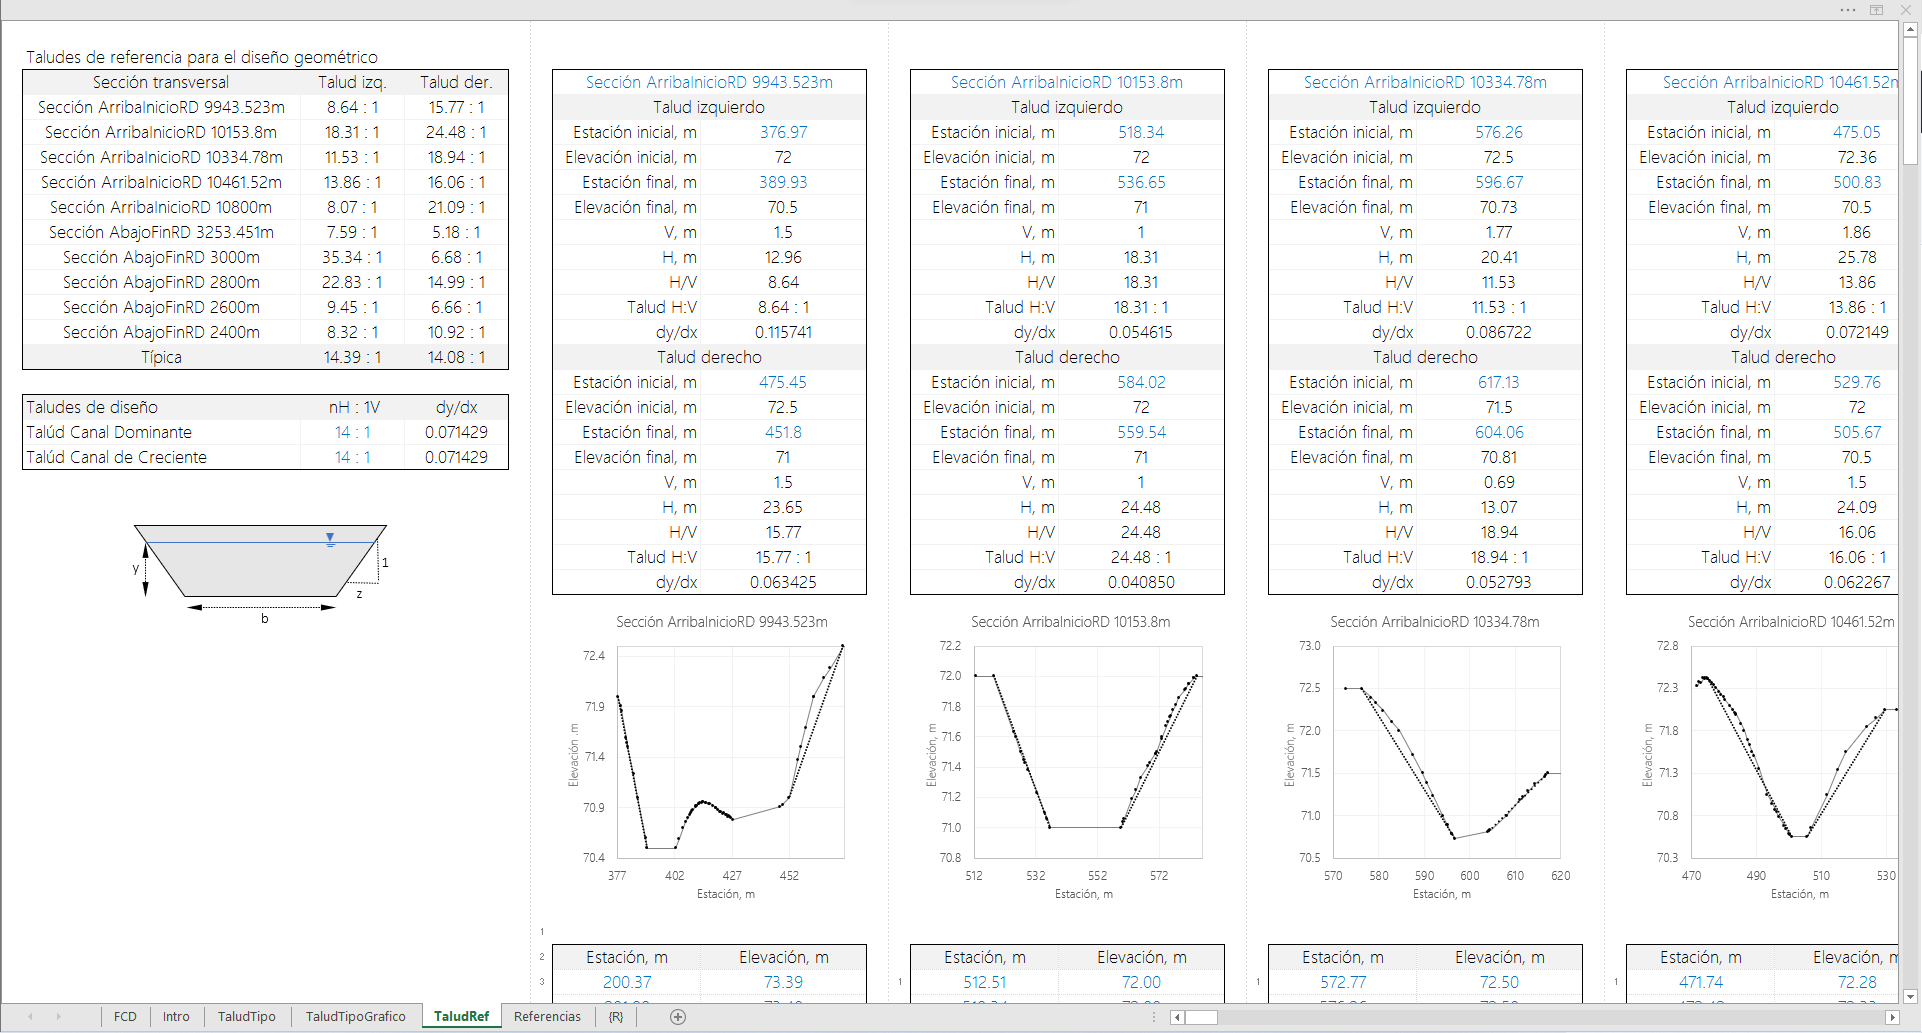 Taludes de referencia para el diseño geométrico
Sección transversal Talud izq. Talud der.
Sección ArribaInicioRD 9943.523m 8.64 : 1 15.77 : 1
Sección ArribaInicioRD 10153.8m 18.31 : 1 24.48 : 1
Sección ArribaInicioRD 10334.78m 11.53 : 1 18.94 : 1
Sección ArribaInicioRD 10461.52m 13.86 : 1 16.06 : 1
Sección ArribaInicioRD 10800m 8.07 : 1 21.09 : 1
Sección AbajoFinRD 3253.451m 7.59 : 1 5.18 : 1
Sección AbajoFinRD 3000m 35.34 : 1 6.68 : 1
Sección AbajoFinRD 2800m 22.83 : 1 14.99 : 1
Sección AbajoFinRD 2600m 9.45 : 1 6.66 : 1
Sección AbajoFinRD 2400m 8.32 : 1 10.92 : 1
Típica 14.39 : 1 14.08 : 1
Taludes de diseño nH : 1V dy/dx
Talúd Canal Dominante 14 : 1 0.071429
Talúd Canal de Creciente 14 : 1 0.071429
y
1
z
b
Sección ArribaInicioRD 9943.523m
Talud izquierdo
Estación inicial, m 376.97
Elevación inicial, m 72
Estación final, m 389.93
Elevación final, m 70.5
V, m 1.5
H, m 12.96
H/V 8.64
Talud H:V 8.64 : 1
dy/dx 0.115741
Talud derecho
Estación inicial, m 475.45
Elevación inicial, m 72.5
Estación final, m 451.8
Elevación final, m 71
V, m 1.5
H, m 23.65
H/V 15.77
Talud H:V 15.77 : 1
dy/dx 0.063425
Sección ArribaInicioRD 9943.523m
72.4
71.9
71.4
70.9
70.4
Elevación .m
377 402 427 452
Estación, m
1
2 Estación, m Elevación, m
3 200.37 73.39
Sección ArribaInicioRD 10153.8m
Talud izquierdo
Estación inicial, m 518.34
Elevación inicial, m 72
Estación final, m 536.65
Elevación final, m 71
V, m 1
H, m 18.31
H/V 18.31
Talud H:V 18.31 : 1
dy/dx 0.054615
Talud derecho
Estación inicial, m 584.02
Elevación inicial, m 72
Estación final, m 559.54
Elevación final, m 71
V, m 1
H, m 24.48
H/V 24.48
Talud H:V 24.48 : 1
dy/dx 0.040850
Sección ArribaInicioRD 10153.8m
72.2
72.0
71.8
71.6
71.4
71.2
71.0
70.8
Elevación, m
512 532 552 572
Estación, m
Estación, m Elevación, m
1 512.51 72.00
Sección ArribaInicioRD 10334.78m
Talud izquierdo
Estación inicial, m 576.26
Elevación inicial, m 72.5
Estación final, m 596.67
Elevación final, m 70.73
V, m 1.77
H, m 20.41
H/V 11.53
Talud H:V 11.53 : 1
dy/dx 0.086722
Talud derecho
Estación inicial, m 617.13
Elevación inicial, m 71.5
Estación final, m 604.06
Elevación final, m 70.81
V, m 0.69
H, m 13.07
H/V 18.94
Talud H:V 18.94 : 1
dy/dx 0.052793
Sección ArribaInicioRD 10334.78m
73.0
72.5
72.0
71.5
71.0
70.5
Elevación, m
570 580 590 600 610 620
Estación, m
Estación, m Elevación, m
1 572.77 72.50
Sección ArribaInicioRD 10461.52m
Talud izquierdo
Estación inicial, m 475.05
Elevación inicial, m 72.36
Estación final, m 500.83
Elevación final, m 70.5
V, m 1.86
H, m 25.78
H/V 13.86
Talud H:V 13.86 : 1
dy/dx 0.072149
Talud derecho
Estación inicial, m 529.76
Elevación inicial, m 72
Estación final, m 505.67
Elevación final, m 70.5
V, m 1.5
H, m 24.09
H/V 16.06
Talud H:V 16.06 : 1
dy/dx 0.062267
Sección ArribaInicioRD 10461.52m
72.8
72.3
71.8
71.3
70.8
70.3
Elevación, m
470 490 510 530
Estación, m
Estación, m Elevación, m
1 471.74 72.28
FCD Intro TaludTipo TaludTipoGrafico TaludRef Referencias {R}